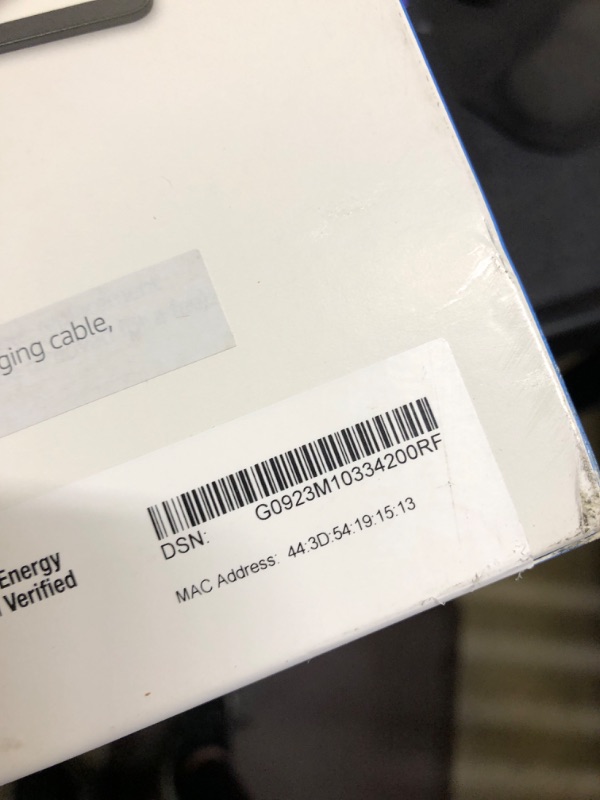 ging cable,
DSN: G0923M10334200RF
MAC Address: 44:3D:54:19:15:13
Energy
Verified